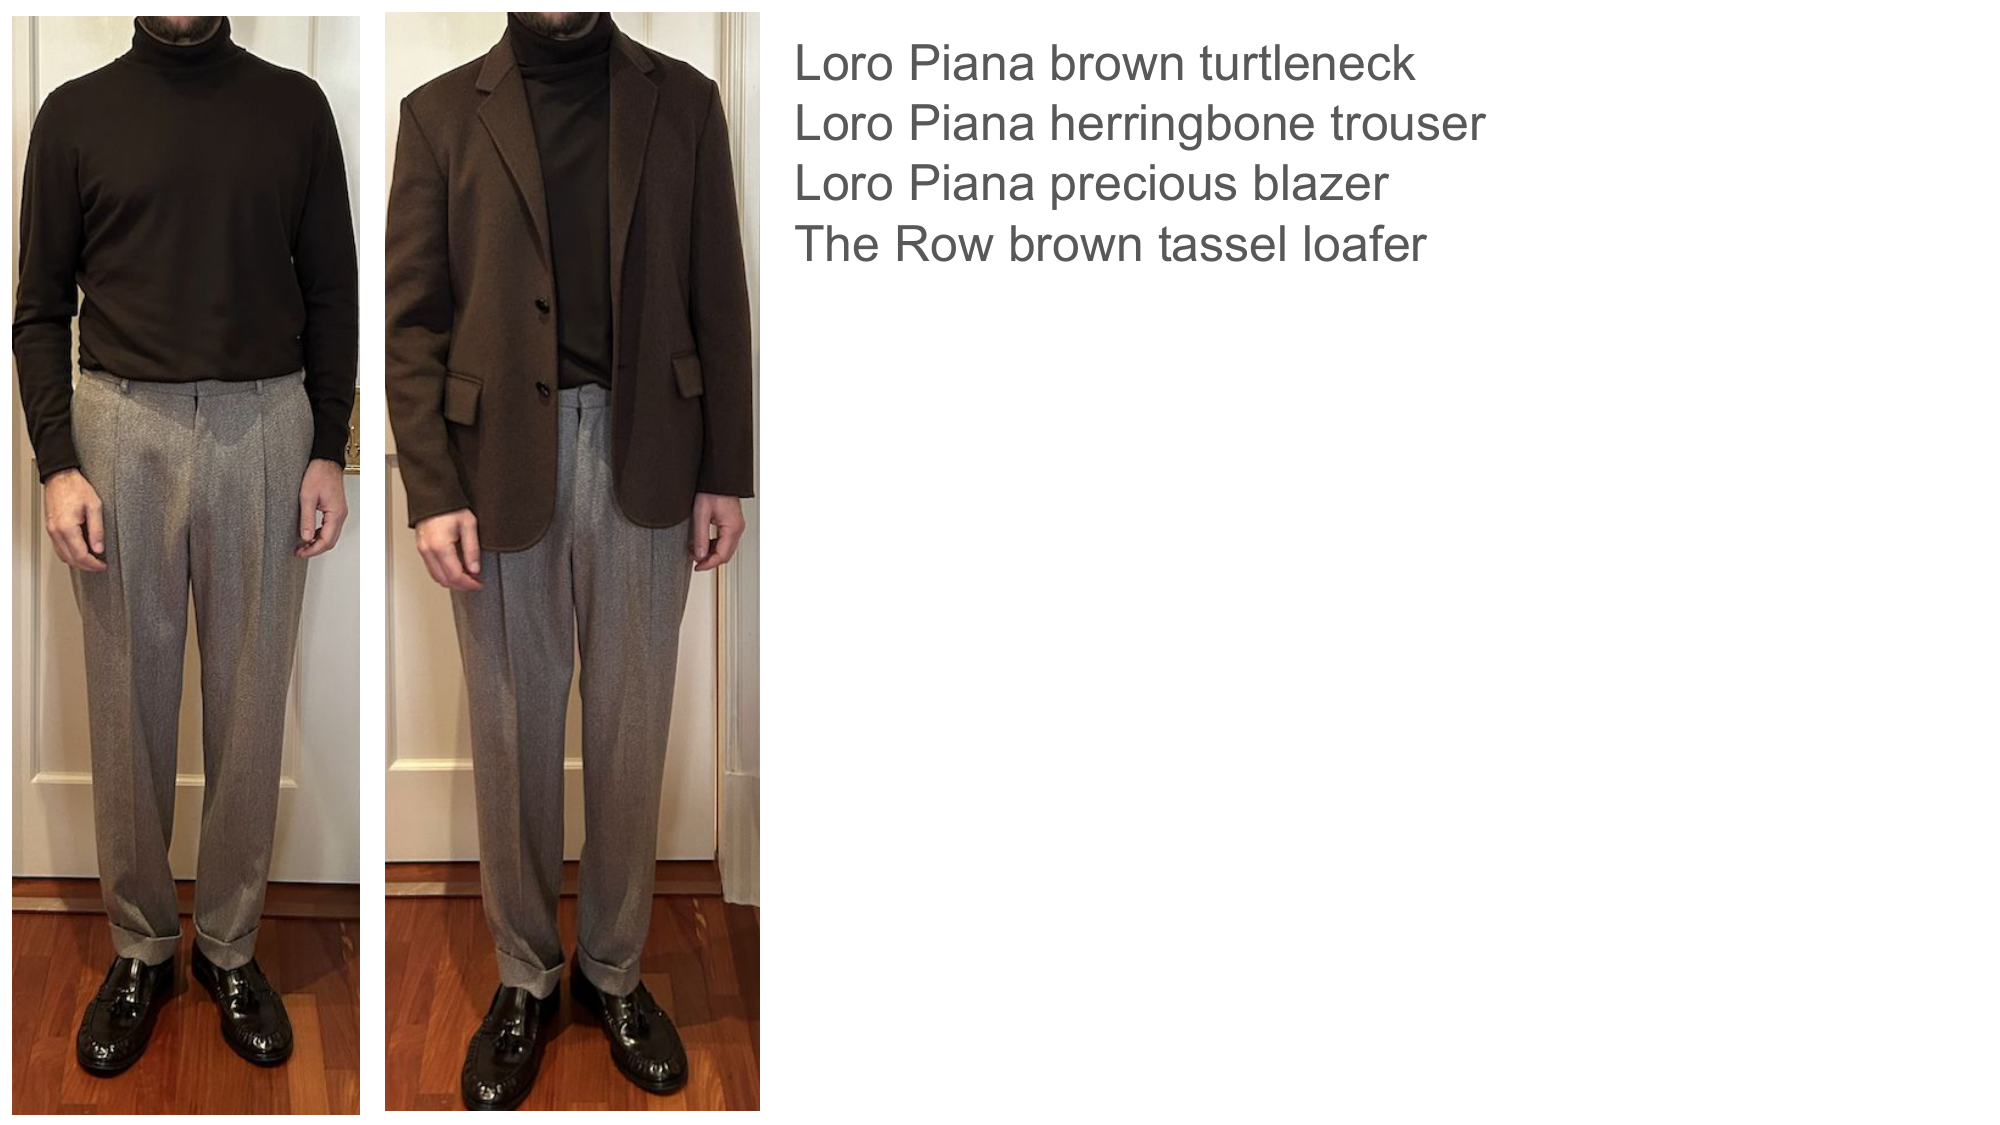 Loro Piana brown turtleneck
Loro Piana herringbone trouser
Loro Piana precious blazer
The Row brown tassel loafer